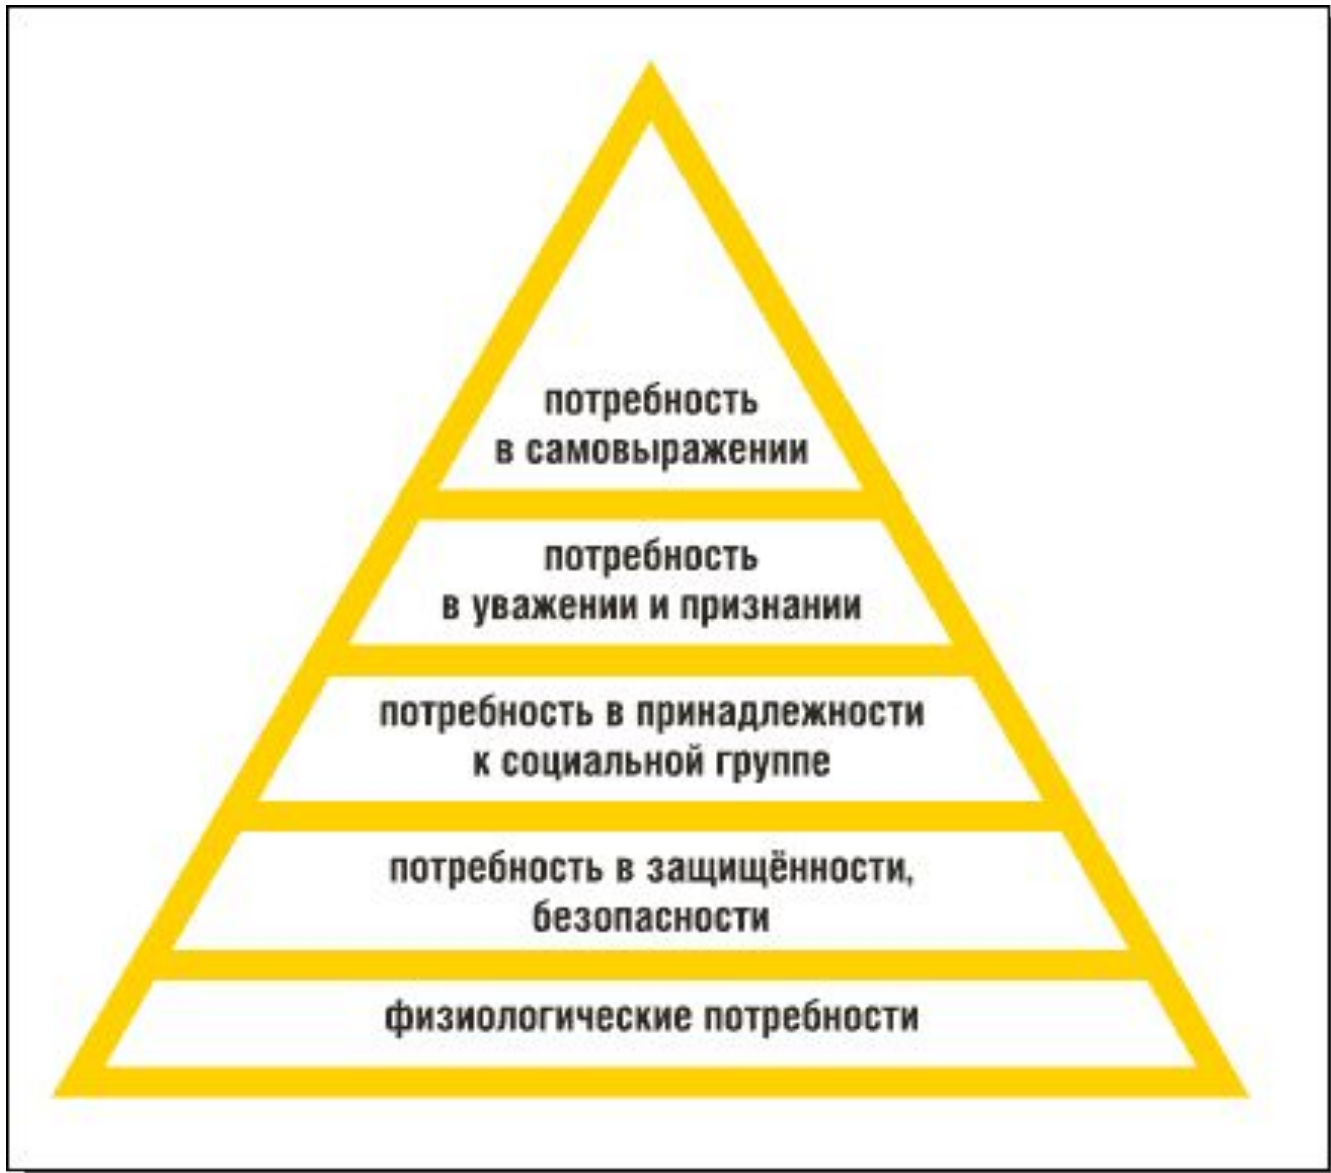 потребность
в самовыражении
потребность
в уважении и признании
потребность в принадлежности
к социальной группе
потребность в защищённости,
безопасности
физиологические потребности